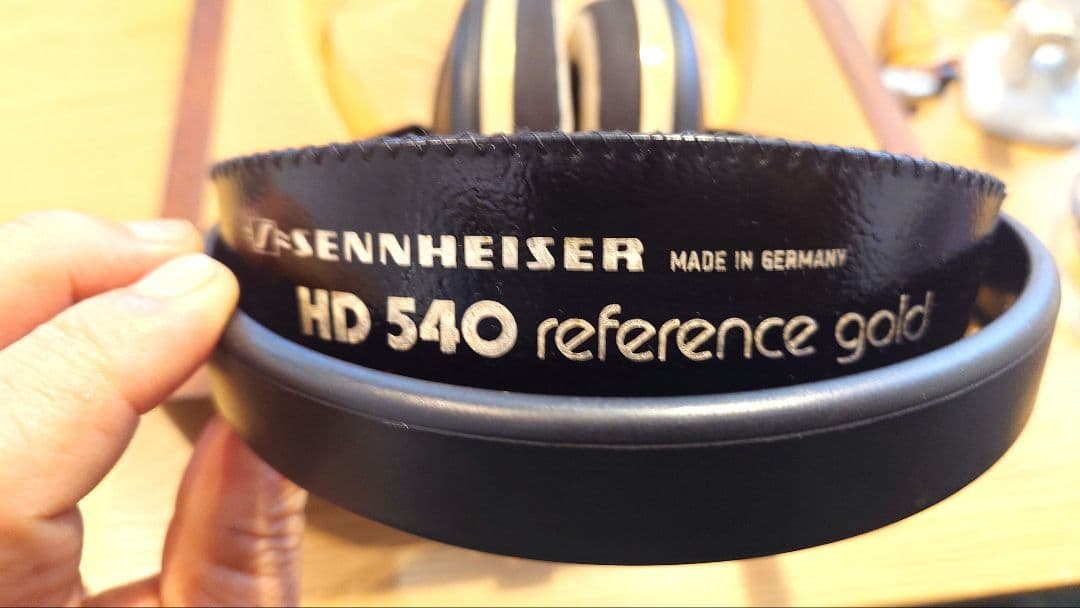 SENNHEISER MADE IN GERMANY
HD 540 reference gold